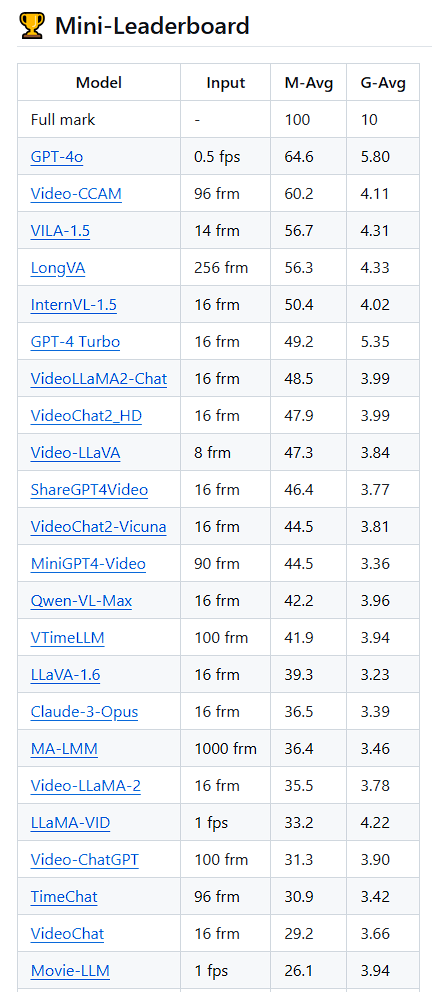 🏆 Mini-Leaderboard
Model Input M-Avg G-Avg
Full mark - 100 10
GPT-4o 0.5 fps 64.6 5.80
Video-CCAM 96 frm 60.2 4.11
VILA-1.5 14 frm 56.7 4.31
LongVA 256 frm 56.3 4.33
InternVL-1.5 16 frm 50.4 4.02
GPT-4 Turbo 16 frm 49.2 5.35
VideoLLaMA2-Chat 16 frm 48.5 3.99
VideoChat2_HD 16 frm 47.9 3.99
Video-LLaVA 8 frm 47.3 3.84
ShareGPT4Video 16 frm 46.4 3.77
VideoChat2-Vicuna 16 frm 44.5 3.81
MiniGPT4-Video 90 frm 44.5 3.36
Qwen-VL-Max 16 frm 42.2 3.96
VTimeLLM 100 frm 41.9 3.94
LLaVA-1.6 16 frm 39.3 3.23
Claude-3-Opus 16 frm 36.5 3.39
MA-LMM 1000 frm 36.4 3.46
Video-LLaMA-2 16 frm 35.5 3.78
LLaMA-VID 1 fps 33.2 4.22
Video-ChatGPT 100 frm 31.3 3.90
TimeChat 96 frm 30.9 3.42
VideoChat 16 frm 29.2 3.66
Movie-LLM 1 fps 26.1 3.94